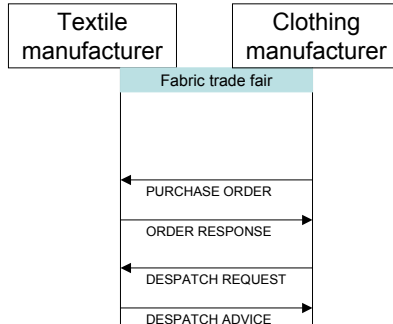 Textile
manufacturer
Clothing
manufacturer
Fabric trade fair
PURCHASE ORDER
ORDER RESPONSE
DESPATCH REQUEST
DESPATCH ADVICE